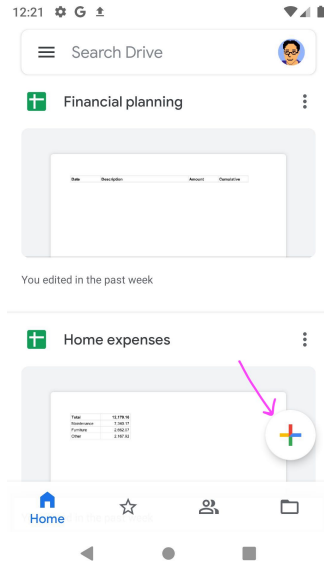 12:21
Search Drive
Financial planning
Date Description Amount Cumulative
You edited in the past week
Home expenses
Total
Maintenance
Furniture
Other
Home